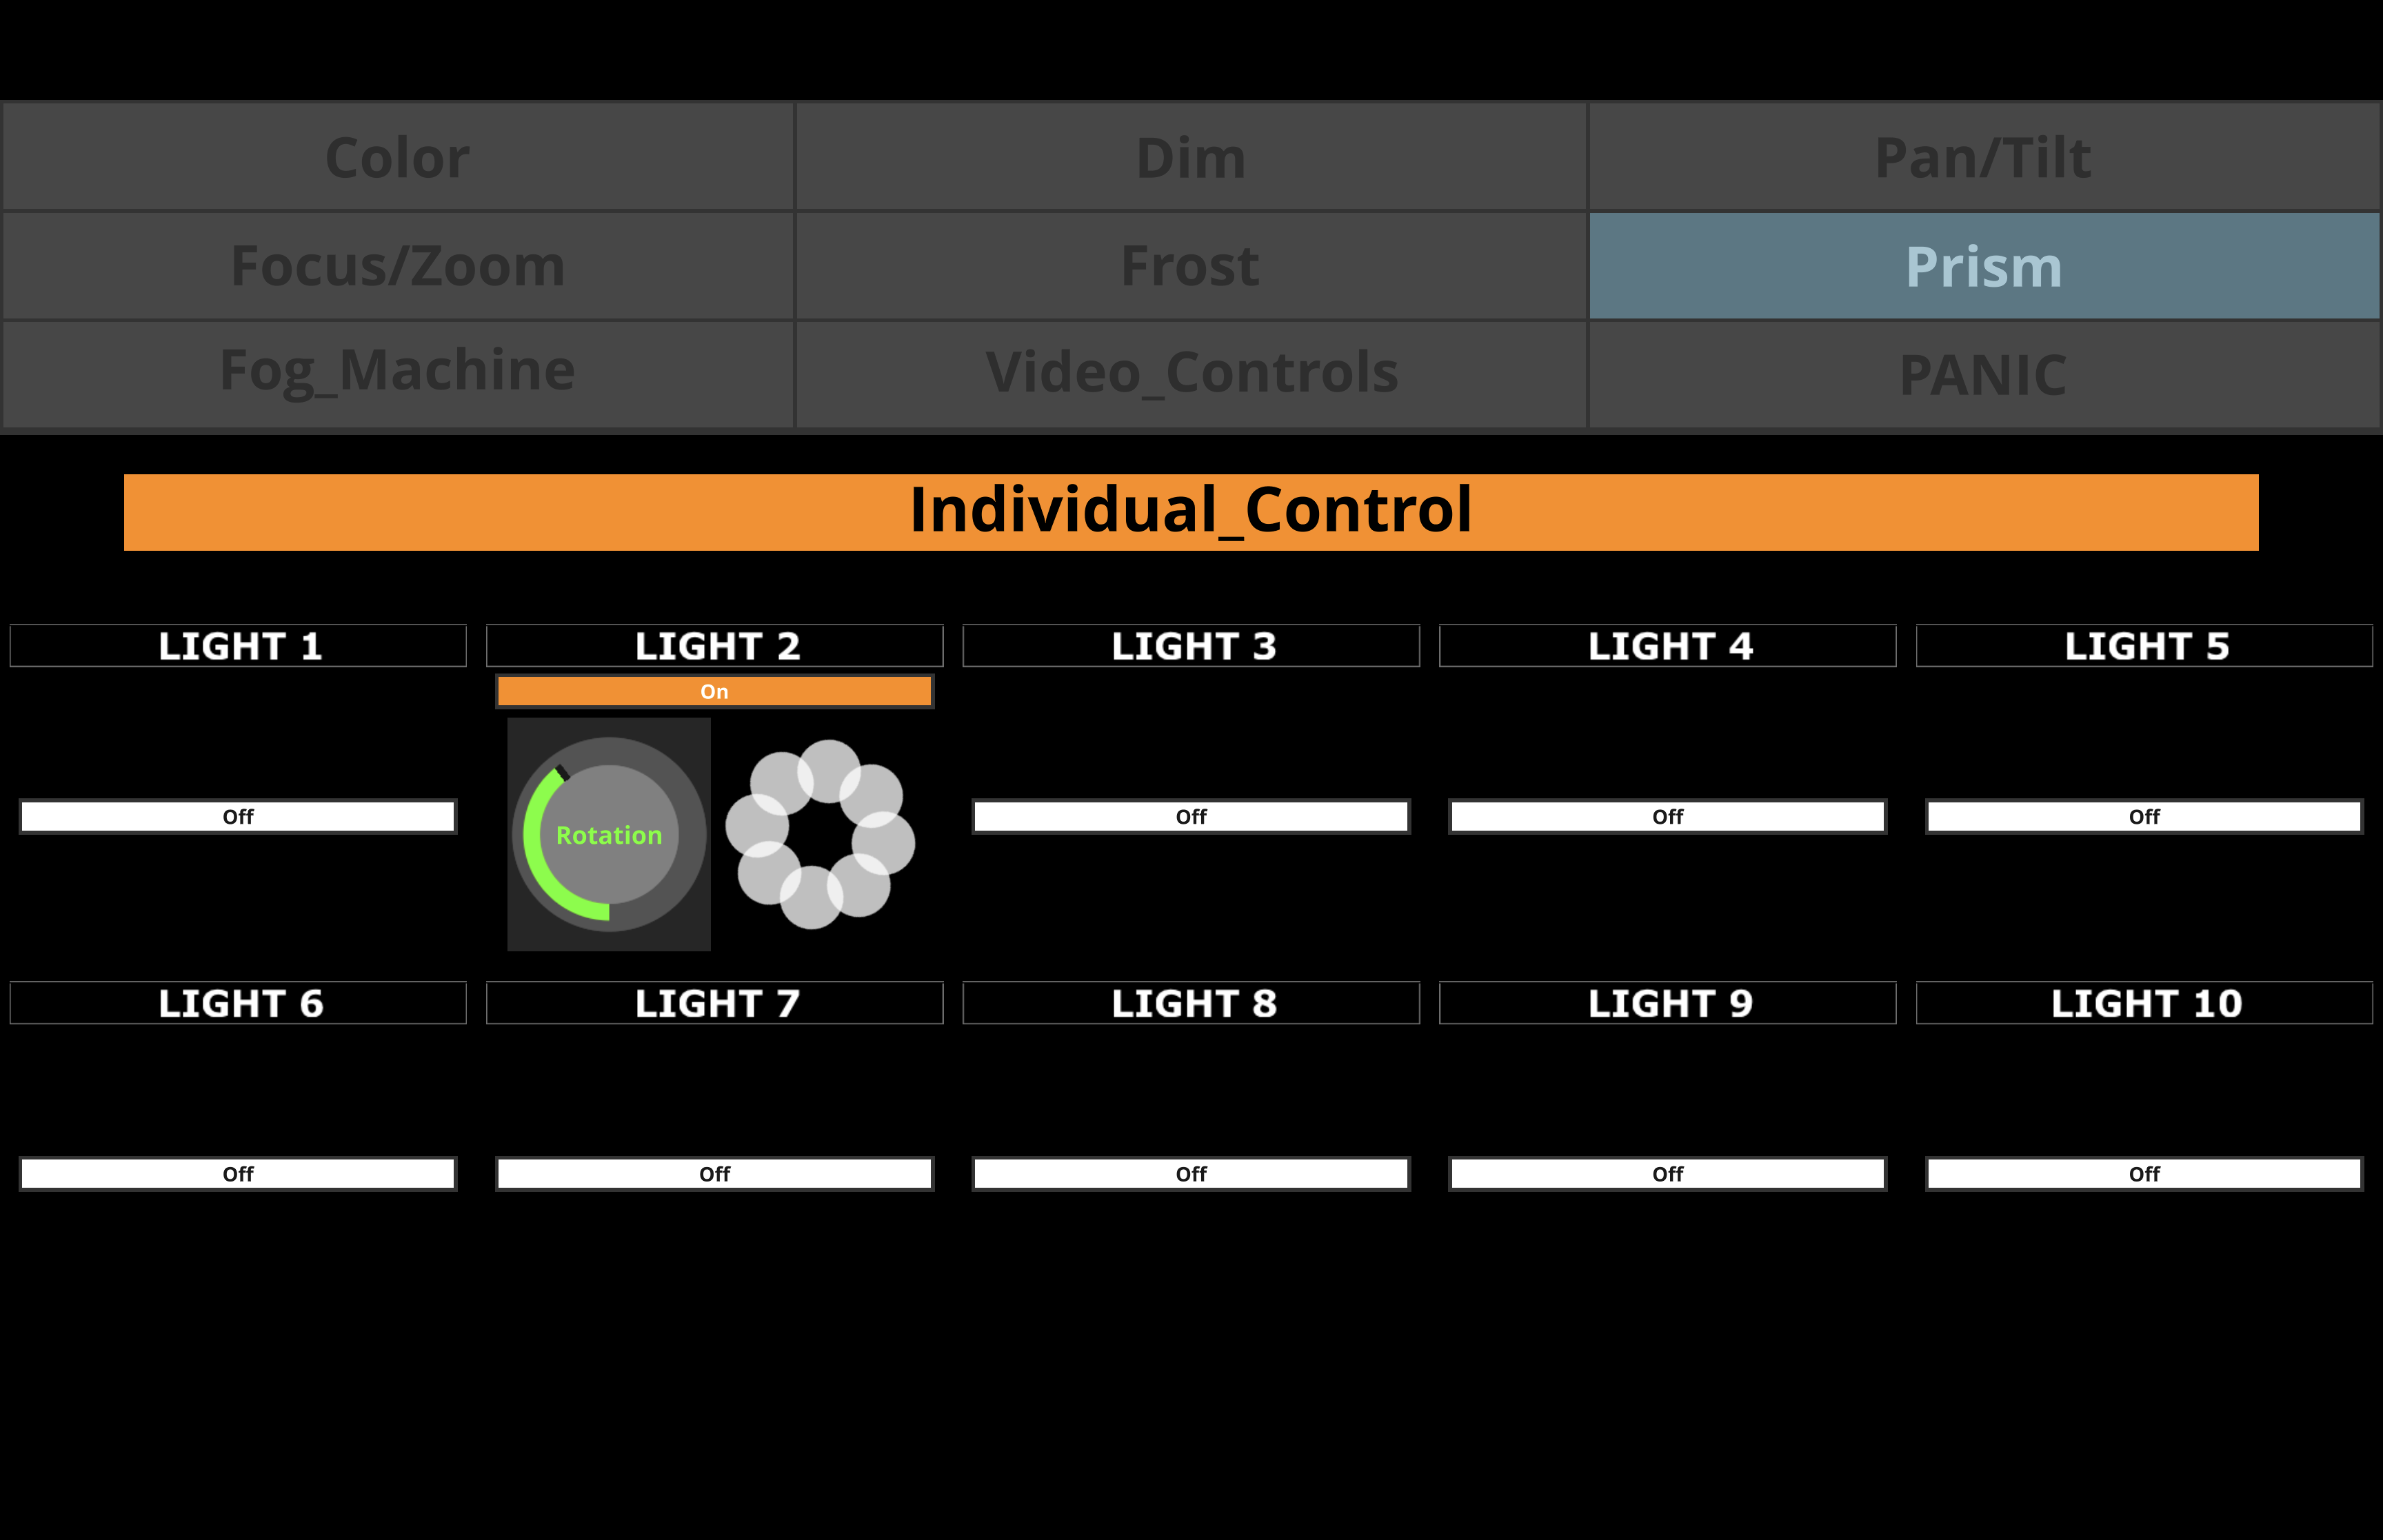 Color
Dim
Pan/Tilt
Focus/Zoom
Frost
Prism
Fog_Machine
Video_Controls
PANIC
Individual_Control
LIGHT 1
LIGHT 2
LIGHT 3
LIGHT 4
LIGHT 5
On
Off
Rotation
Off
Off
Off
LIGHT 6
LIGHT 7
LIGHT 8
LIGHT 9
LIGHT 10
Off
Off
Off
Off
Off